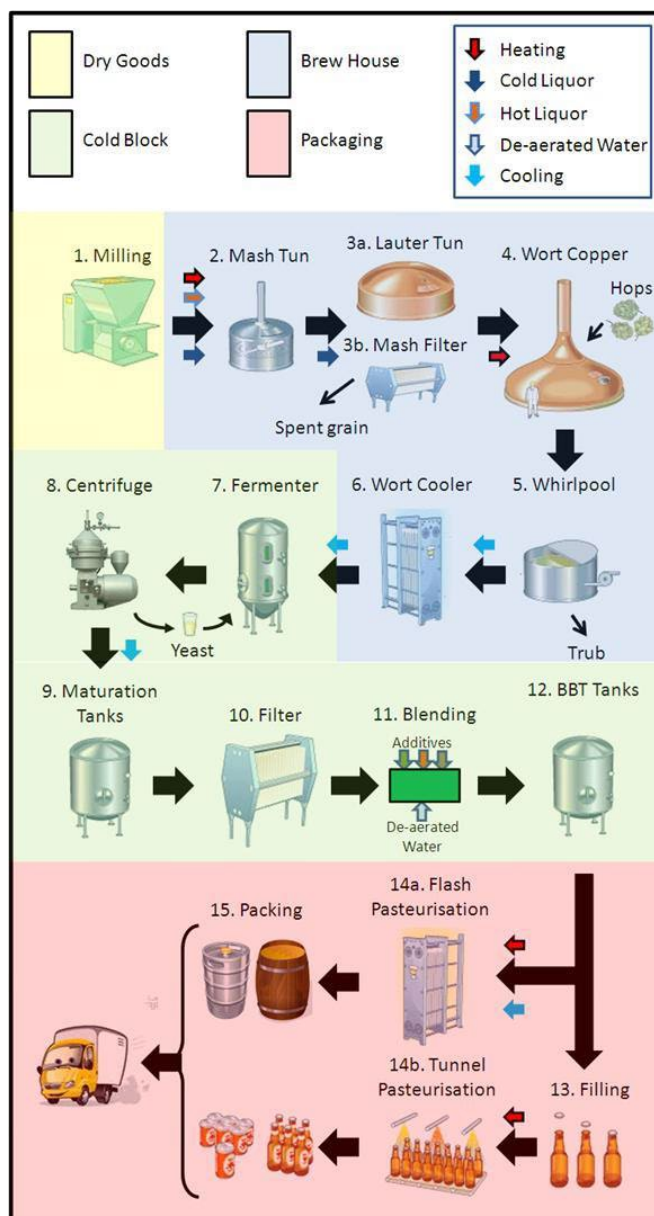 Dry Goods
Brew House
Heating
Cold Liquor
Hot Liquor
De-aerated Water
Cooling
Cold Block
Packaging
1. Milling
2. Mash Tun
3a. Lauter Tun
4. Wort Copper
Hops
3b. Mash Filter
Spent grain
8. Centrifuge
7. Fermenter
6. Wort Cooler
5. Whirlpool
Yeast
Trub
9. Maturation
Tanks
10. Filter
11. Blending
12. BBT Tanks
Additives
De-aerated
Water
14a. Flash
Pasteurisation
15. Packing
14b. Tunnel
Pasteurisation
13. Filling